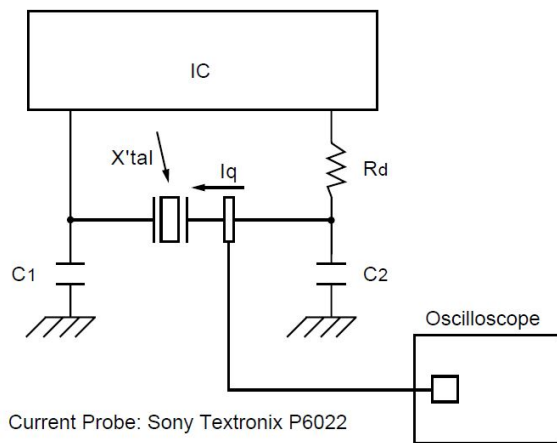 IC
X'tal
Iq
Rd
C1
C2
Oscilloscope
Current Probe: Sony Textronix P6022